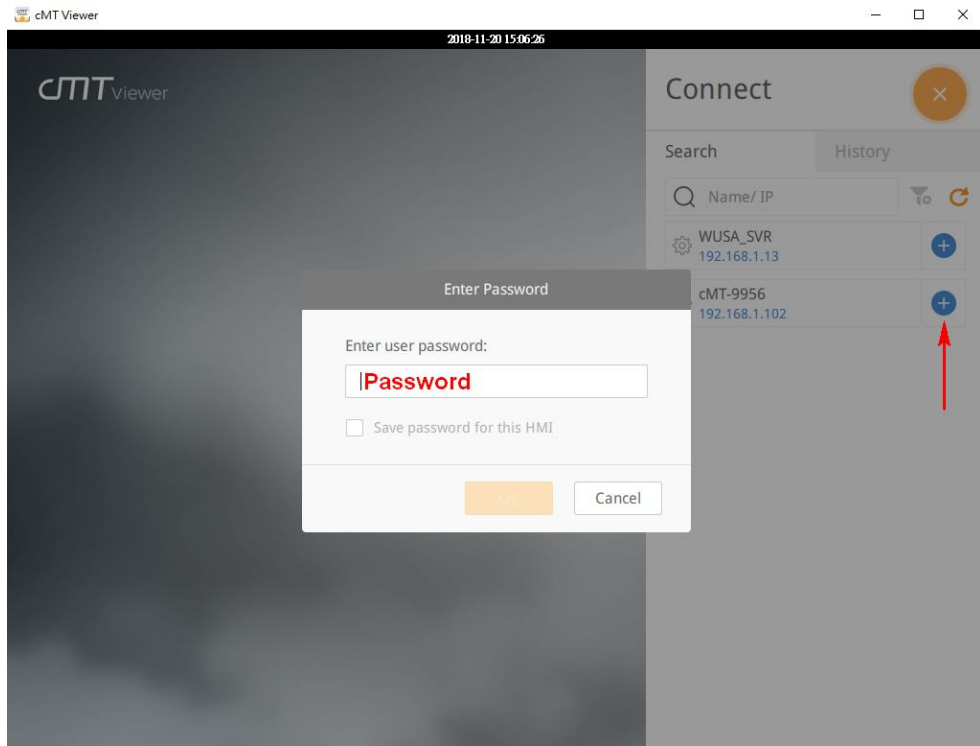 cMT Viewer
2018-11-20 15:06:26
cMT Viewer
Connect
Search History
Name/ IP
WUSA_SVR
192.168.1.13
cMT-9956
192.168.1.102
Enter Password
Enter user password:
Password
Save password for this HMI
Cancel